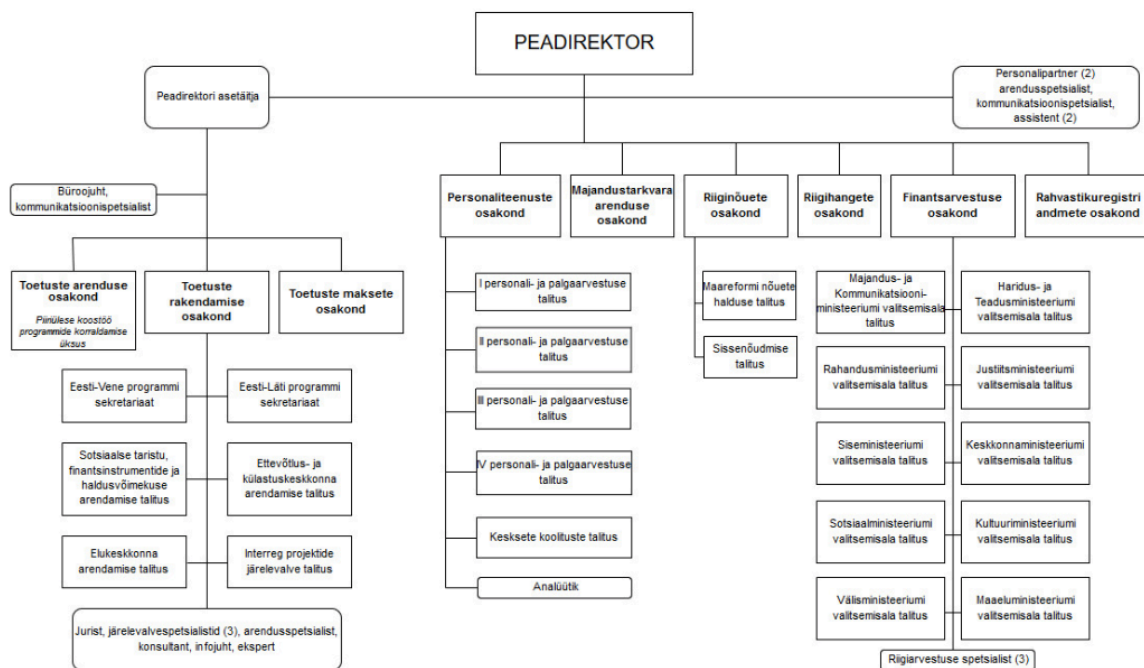 PEADIREKTOR
Peadirektori asetäitja
Personalipartner (2)
arendusspetsialist,
kommunikatsioonispetsialist,
assistent (2)
Büroojuht,
kommunikatsioonispetsialist
Personaliteenuste
osakond
Majandustarkvara
arenduse
osakond
Riiginõuete
osakond
Riigihangete
osakond
Finantsarvestuse
osakond
Rahvastikuregistri
andmete osakond
Toetuste arenduse
osakond
Piiriülese koostöö
programmide korraldamise
üksus
Toetuste
rakendamise
osakond
Toetuste maksete
osakond
Eesti-Vene programmi
sekretariaat
Eesti-Läti programmi
sekretariaat
Sotsiaalse taristu,
finantsinstrumentide ja
haldusvõimekuse
arendamise talitus
Ettevõtlus- ja
külastuskeskkonna
arendamise talitus
Elukeskkonna
arendamise talitus
Interreg projektide
järelevalve talitus
Jurist, järelevalvespetsialistid (3), arendusspetsialist,
konsultant, infojuht, ekspert
I personali- ja palgaarvestuse
talitus
II personali- ja palgaarvestuse
talitus
III personali- ja palgaarvestuse
talitus
IV personali- ja palgaarvestuse
talitus
Kesksete koolituste talitus
Analüütik
Maareformi nõuete
halduse talitus
Sissenõudmise
talitus
Majandus- ja
Kommunikatsiooni-
ministeeriumi valitsemisala
talitus
Haridus- ja
Teadusministeeriumi
valitsemisala talitus
Rahandusministeeriumi
valitsemisala talitus
Justiitsministeeriumi
valitsemisala talitus
Siseministeeriumi
valitsemisala talitus
Keskkonnaministeeriumi
valitsemisala talitus
Sotsiaalministeeriumi
valitsemisala talitus
Kultuuriministeeriumi
valitsemisala talitus
Välisministeeriumi
valitsemisala talitus
Maaeluministeeriumi
valitsemisala talitus
Riigiarvestuse spetsialist (3)